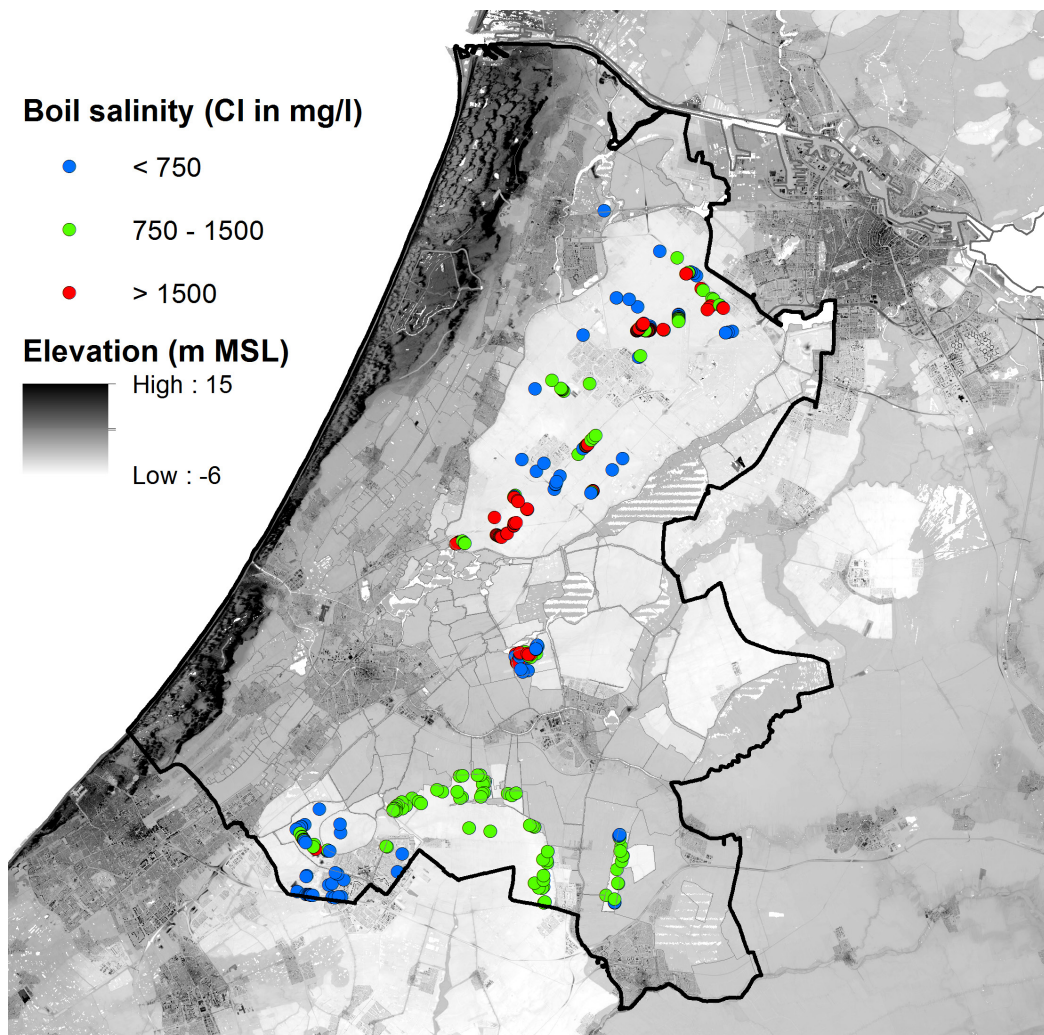 Boil salinity (Cl in mg/l)
< 750
750 - 1500
> 1500
Elevation (m MSL)
High : 15
Low : -6